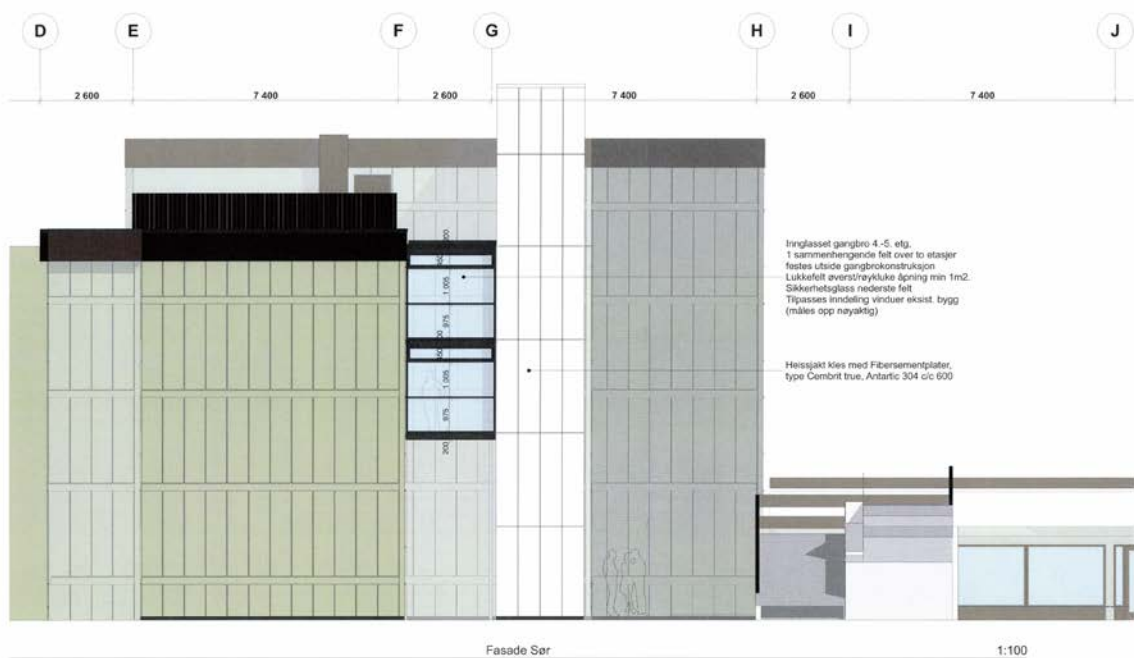 D E F G H I J
2 600 7 400 2 600 7 400 2 600 7 400
Innglasset gangbro 4.-5. etg,
1 sammenhengende felt over to etasjer
festes utside gangbrokonstruksjon
Lukkefelt øverst/røykluke åpning min 1m2.
Sikkerhetsglass nederste felt
Tilpasses inndeling vinduer eksist. bygg
(måles opp nøyaktig)
1 005
975
Heissjakt kles med Fibersementplater,
type Cembrit true, Antartic 304 c/c 600
1 005
975
200
Fasade Sør 1:100